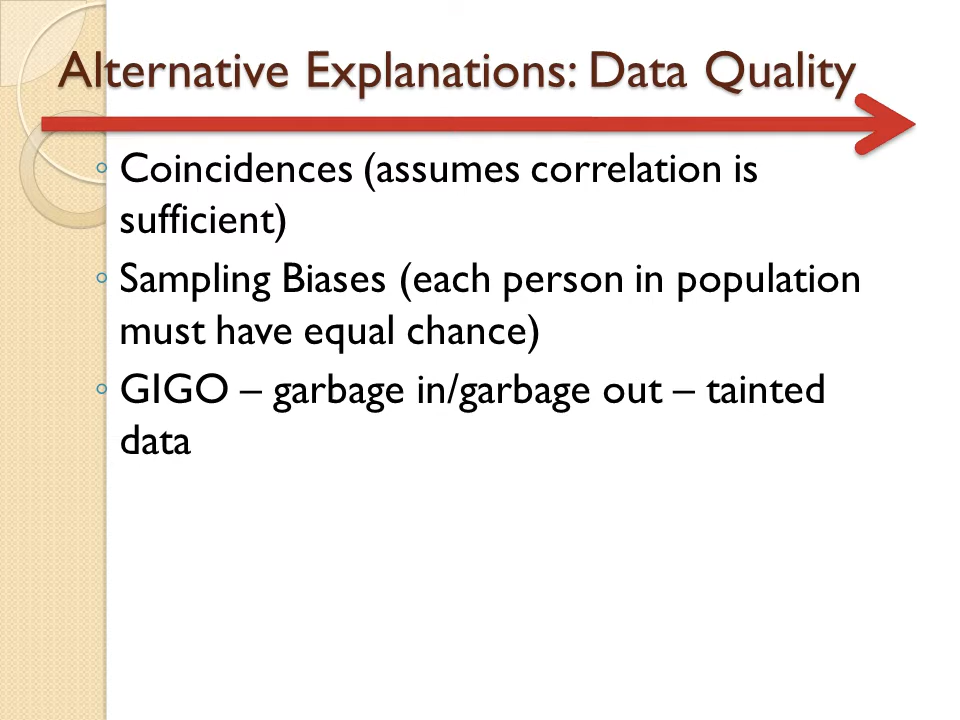 Alternative Explanations: Data Quality
◦ Coincidences (assumes correlation is
sufficient)
◦ Sampling Biases (each person in population
must have equal chance)
◦ GIGO – garbage in/garbage out – tainted
data